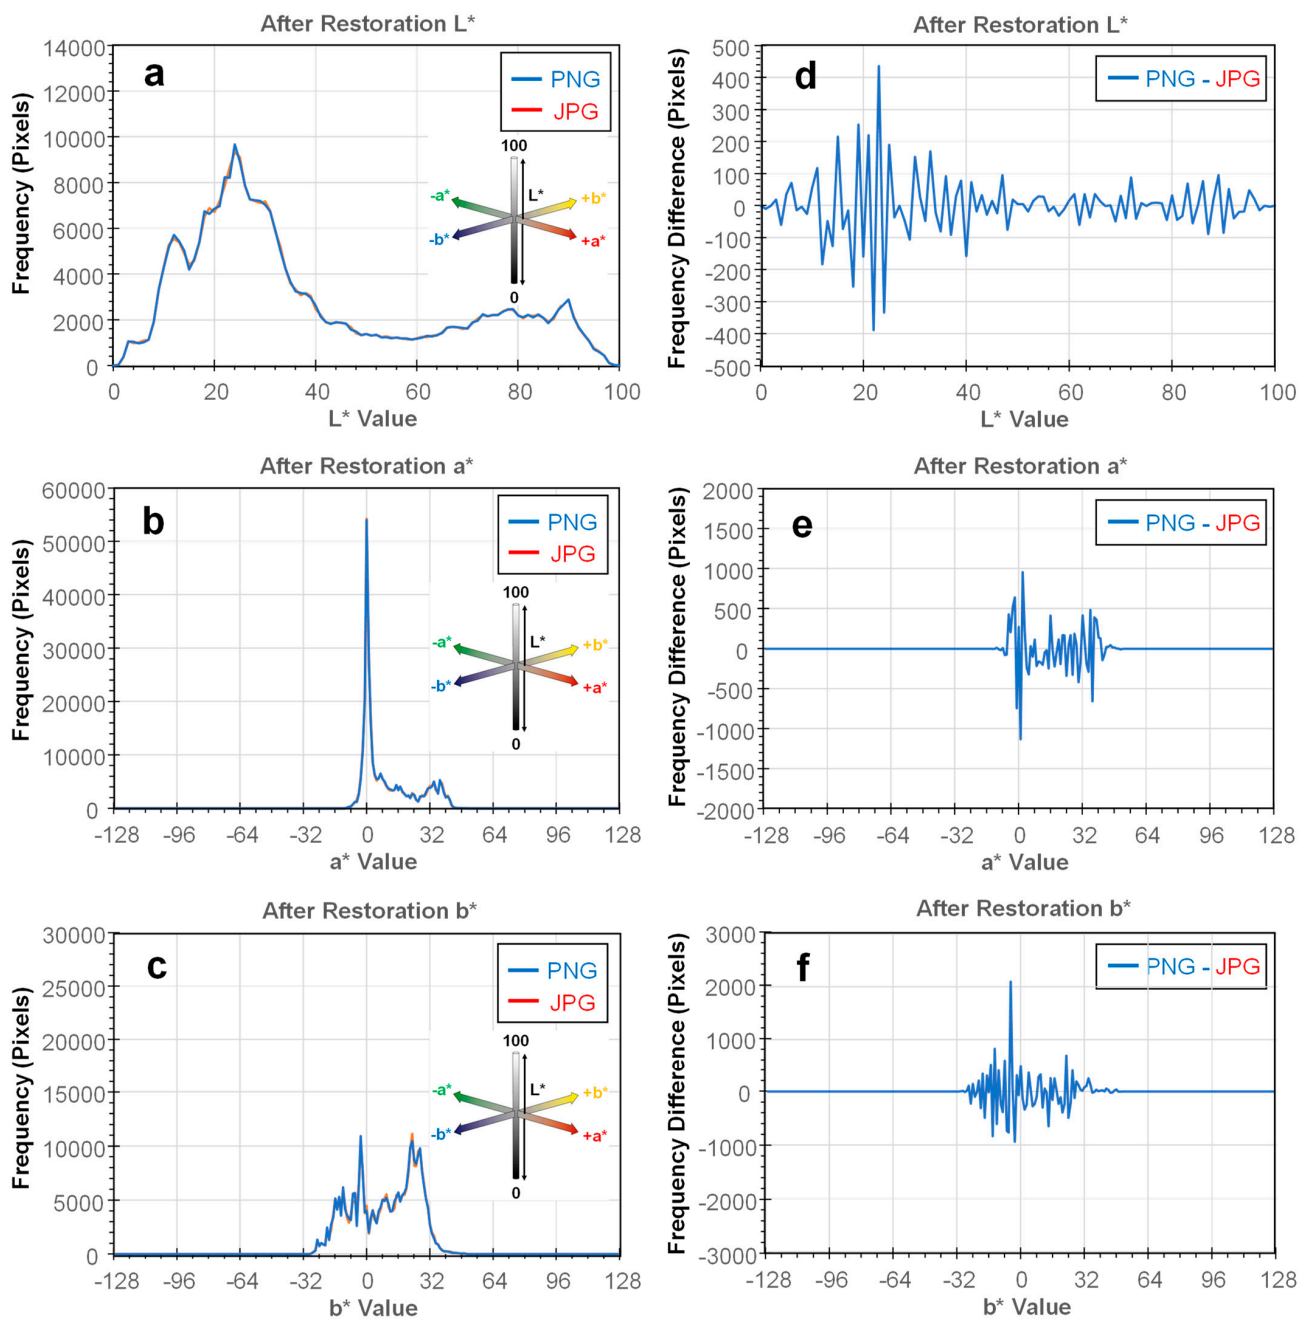 After Restoration L*
a
PNG
JPG
Frequency (Pixels)
14000
12000
10000
8000
6000
4000
2000
0
100
L*
-a*
+b*
-b*
+a*
0
0 20 40 60 80 100
L* Value
After Restoration L*
d
PNG - JPG
Frequency Difference (Pixels)
500
400
300
200
100
0
-100
-200
-300
-400
-500
0 20 40 60 80 100
L* Value
After Restoration a*
b
PNG
JPG
Frequency (Pixels)
60000
50000
40000
30000
20000
10000
0
100
L*
-a*
+b*
-b*
+a*
0
-128 -96 -64 -32 0 32 64 96 128
a* Value
After Restoration a*
e
PNG - JPG
Frequency Difference (Pixels)
2000
1500
1000
500
0
-500
-1000
-1500
-2000
-128 -96 -64 -32 0 32 64 96 128
a* Value
After Restoration b*
c
PNG
JPG
Frequency (Pixels)
30000
25000
20000
15000
10000
5000
0
100
L*
-a*
+b*
-b*
+a*
0
-128 -96 -64 -32 0 32 64 96 128
b* Value
After Restoration b*
f
PNG - JPG
Frequency Difference (Pixels)
3000
2000
1000
0
-1000
-2000
-3000
-128 -96 -64 -32 0 32 64 96 128
b* Value